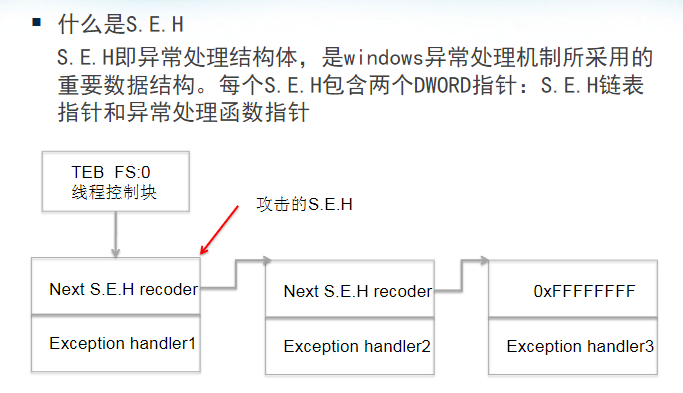 什么是S.E.H
S.E.H即异常处理结构体，是windows异常处理机制所采用的
重要数据结构。每个S.E.H包含两个DWORD指针：S.E.H链表
指针和异常处理函数指针
TEB FS:0
线程控制块
攻击的S.E.H
Next S.E.H recoder
Next S.E.H recoder
0xFFFFFFFF
Exception handler1
Exception handler2
Exception handler3